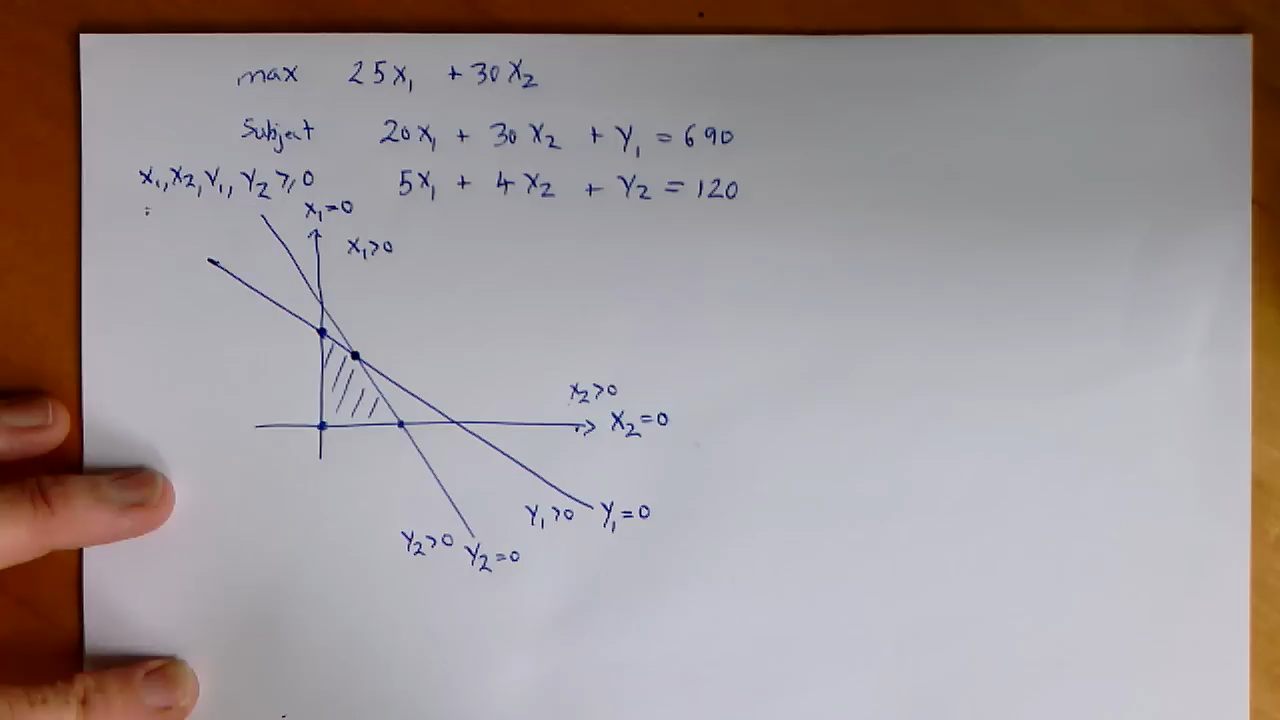 max 25x₁ + 30x₂
Subject 20x₁ + 30x₂ + y₁ = 690
x₁, x₂, y₁, y₂ ⩾ 0 5x₁ + 4x₂ + y₂ = 120
x₁=0
x₁>0
x₂>0
x₂=0
y₁>0 y₁=0
y₂>0 y₂=0